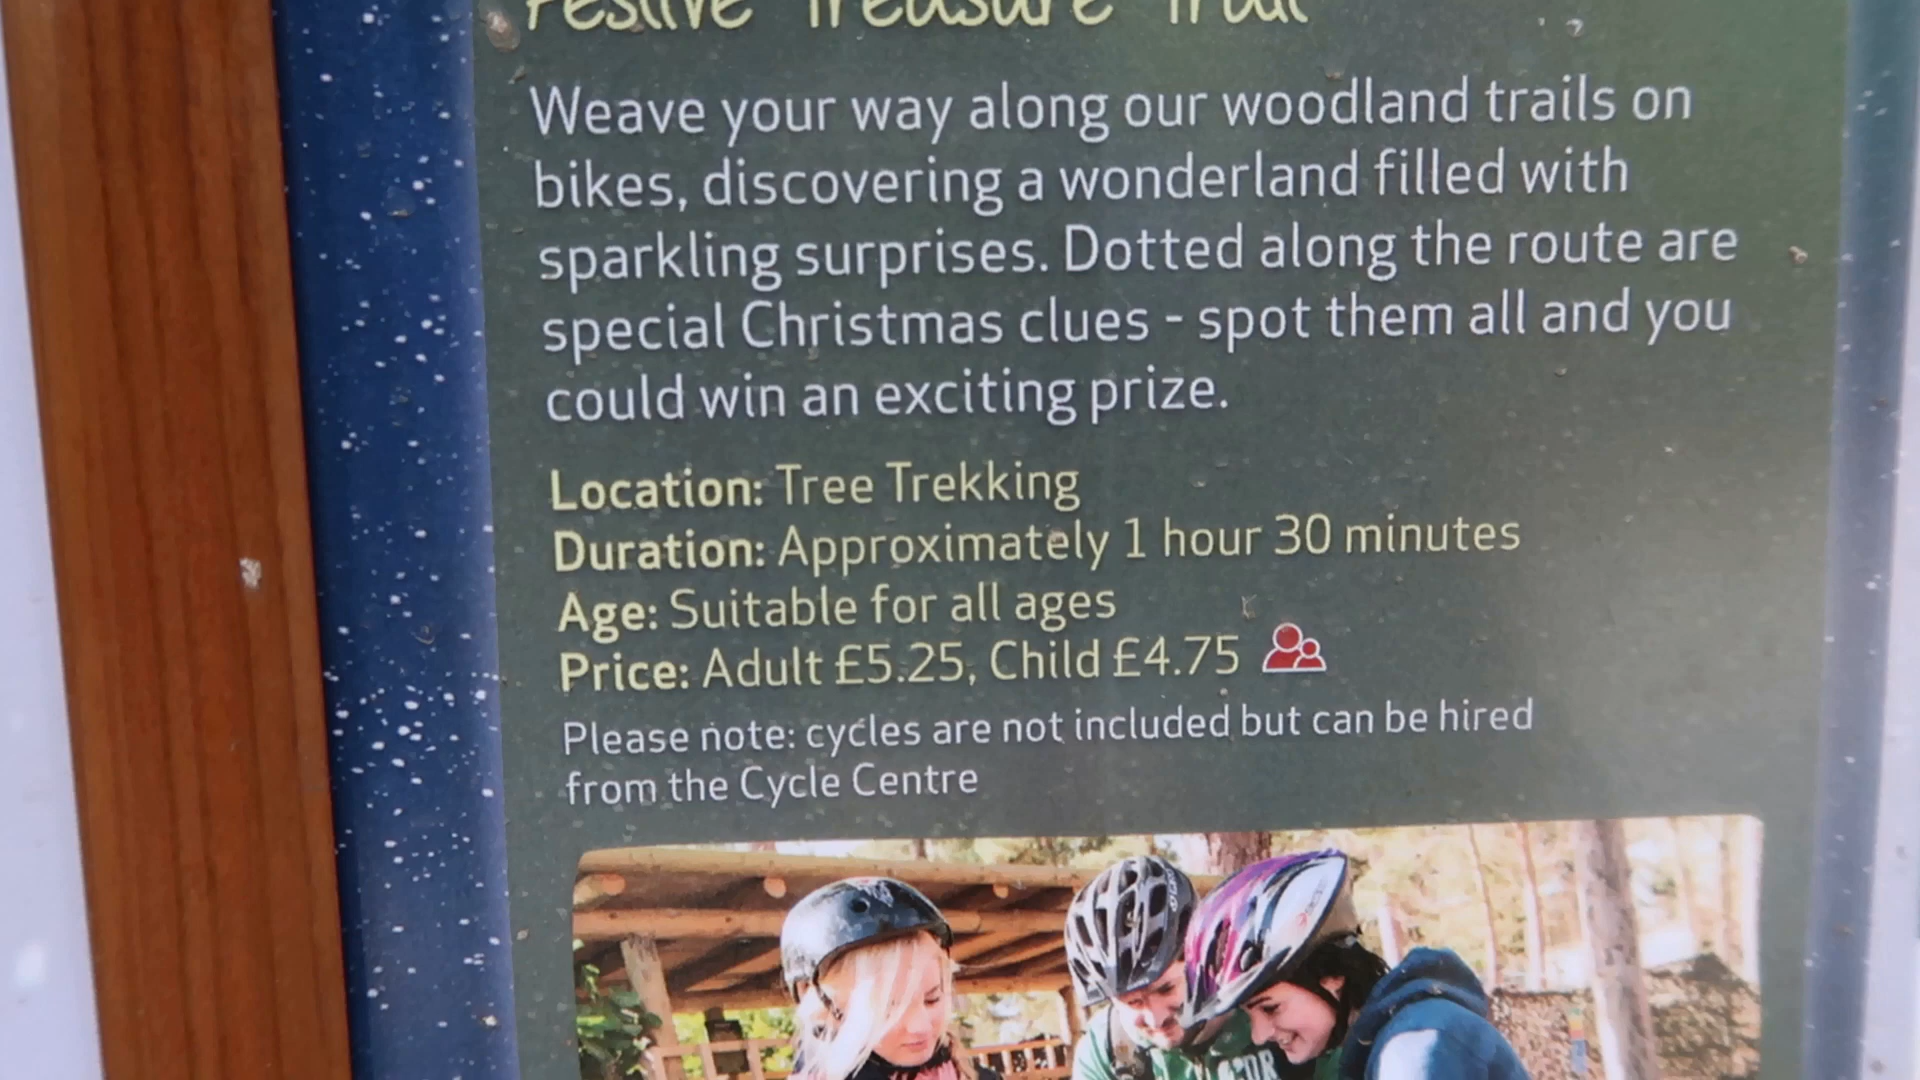 Festive Treasure Trail
Weave your way along our woodland trails on
bikes, discovering a wonderland filled with
sparkling surprises. Dotted along the route are
special Christmas clues - spot them all and you
could win an exciting prize.
Location: Tree Trekking
Duration: Approximately 1 hour 30 minutes
Age: Suitable for all ages
Price: Adult £5.25, Child £4.75
Please note: cycles are not included but can be hired
from the Cycle Centre